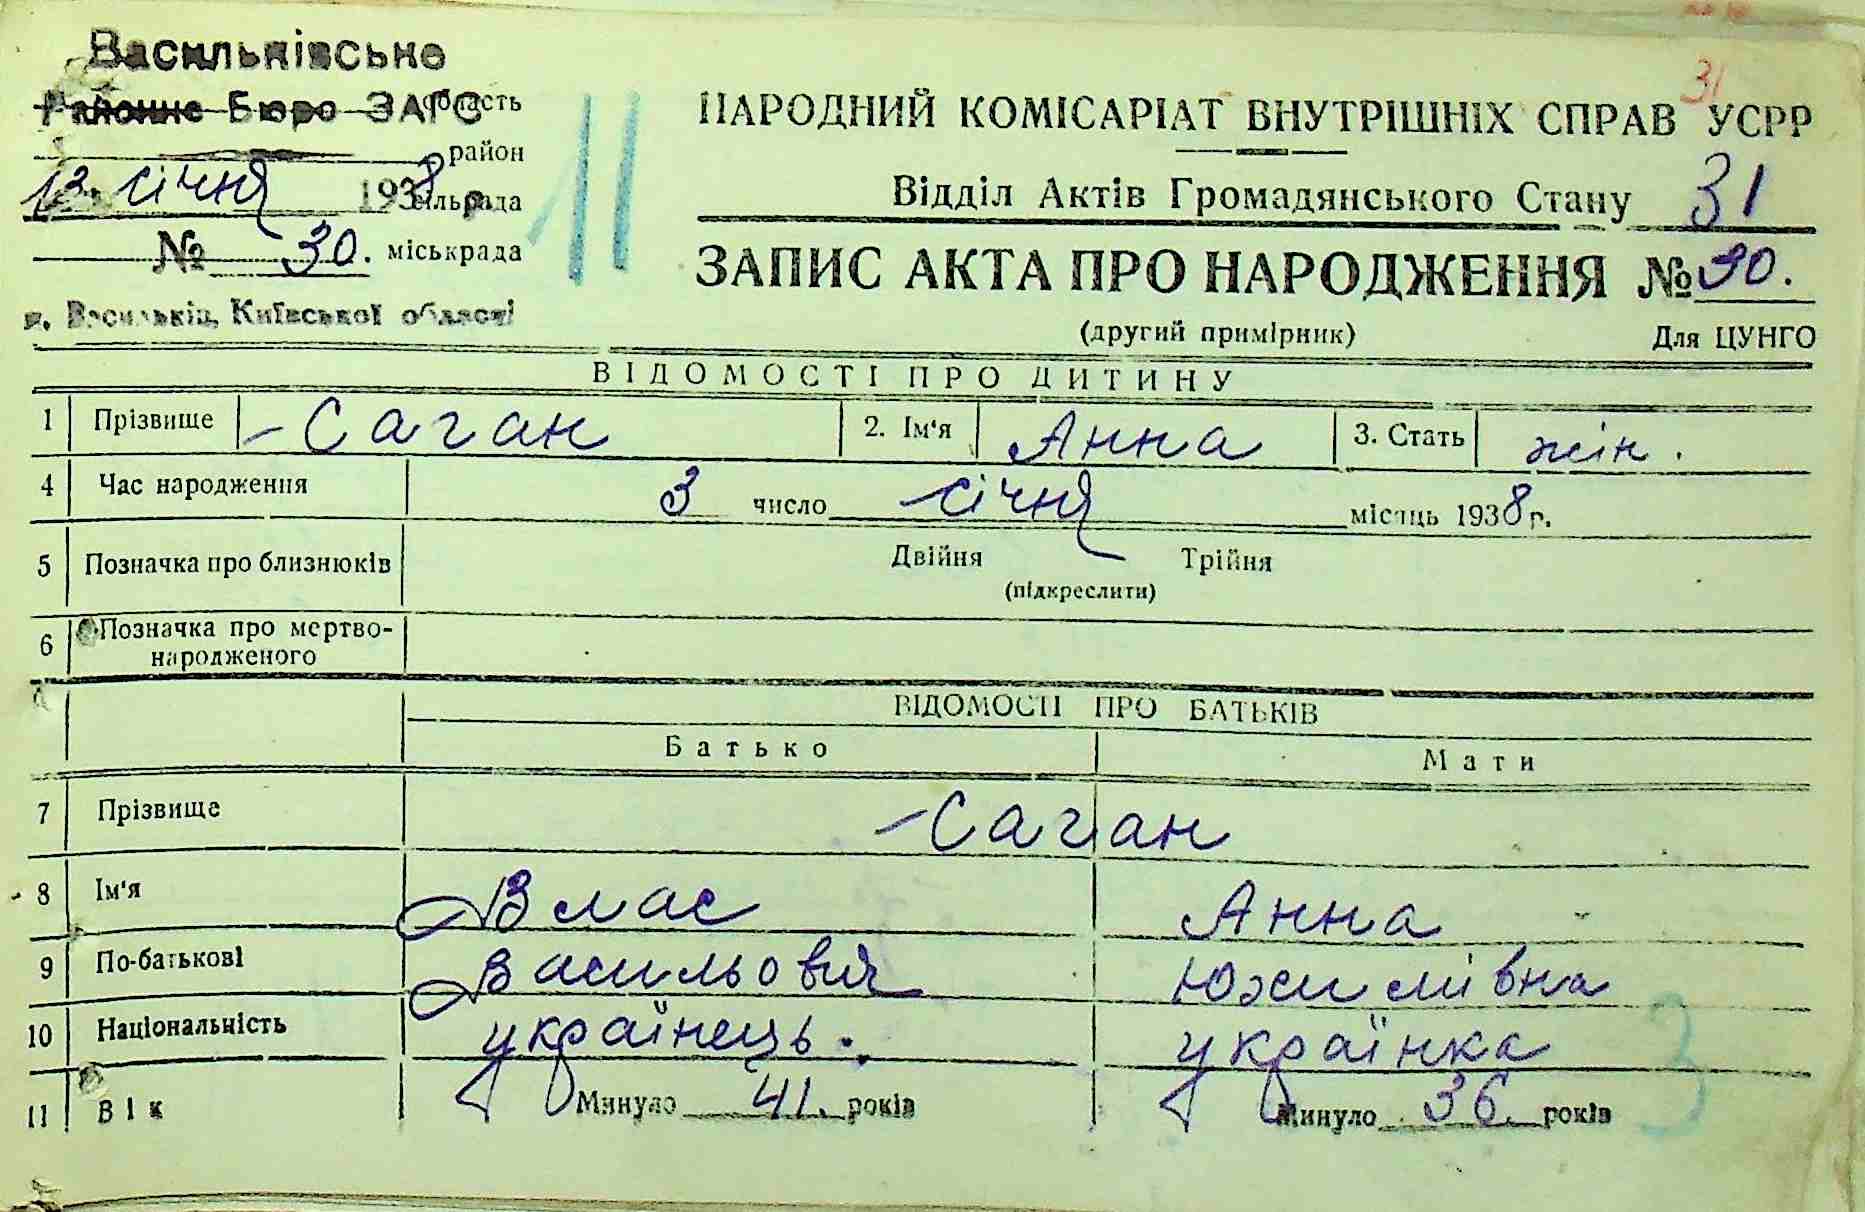 Васильківське
Районне Бюро ЗАГС область
район
12. січня 1938 р сільрада
№ 30. міськрада
м. Васильків, Київської області
11
31
НАРОДНИЙ КОМІСАРІАТ ВНУТРІШНІХ СПРАВ УСРР
Відділ Актів Громадянського Стану 31
ЗАПИС АКТА ПРО НАРОДЖЕННЯ № 30.
(другий примірник) Для ЦУНГО
ВІДОМОСТІ ПРО ДИТИНУ
1 Прізвище Саган 2. Ім'я Анна 3. Стать жін.
4 Час народження 3 число січня місяць 1938 р.
5 Позначка про близнюків Двійня Трійня
(підкреслити)
6 Позначка про мертво-
народженого
ВІДОМОСТІ ПРО БАТЬКІВ
Батько Мати
7 Прізвище Саган
8 Ім'я Влас Анна
9 По-батькові Васильович
10 Національність українець. українка
3
11 Вік Минуло 41. років Минуло 36. років